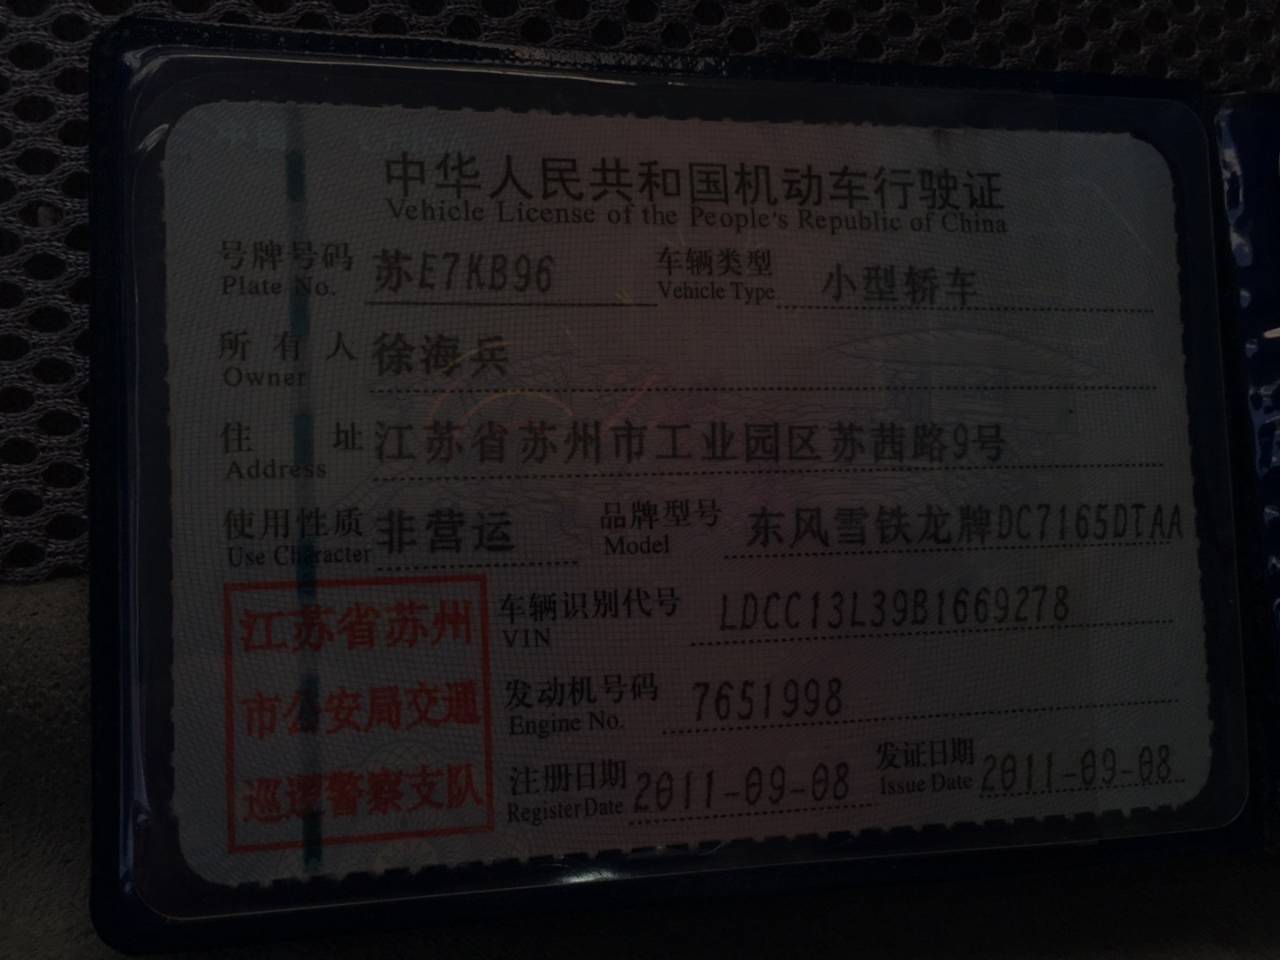 中华人民共和国机动车行驶证
Vehicle License of the People's Republic of China
号牌号码 苏E7KB96 车辆类型 小型轿车
Plate No. Vehicle Type
所有人 徐海兵
Owner
住址 江苏省苏州市工业园区苏茜路9号
Address
使用性质 非营运 品牌型号 东风雪铁龙牌DC7165DTAA
Use Character Model
江苏省苏州
市公安局交通
巡逻警察支队
车辆识别代号 LDCC13L39B1669278
VIN
发动机号码 7651998
Engine No.
注册日期 2011-09-08 发证日期 2011-09-08
Register Date Issue Date